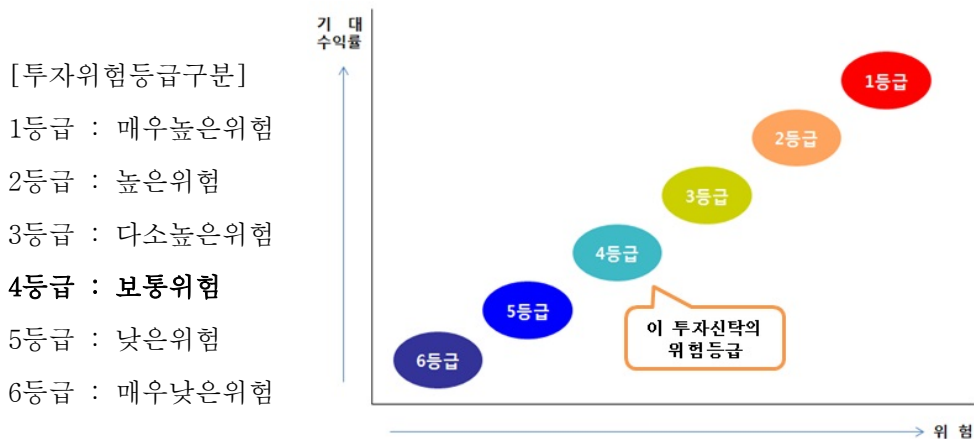 [투자위험등급구분]
1등급 : 매우높은위험
2등급 : 높은위험
3등급 : 다소높은위험
4등급 : 보통위험
5등급 : 낮은위험
6등급 : 매우낮은위험
기 대
수익률
1등급
2등급
3등급
4등급
5등급
6등급
이 투자신탁의
위험등급
위 험